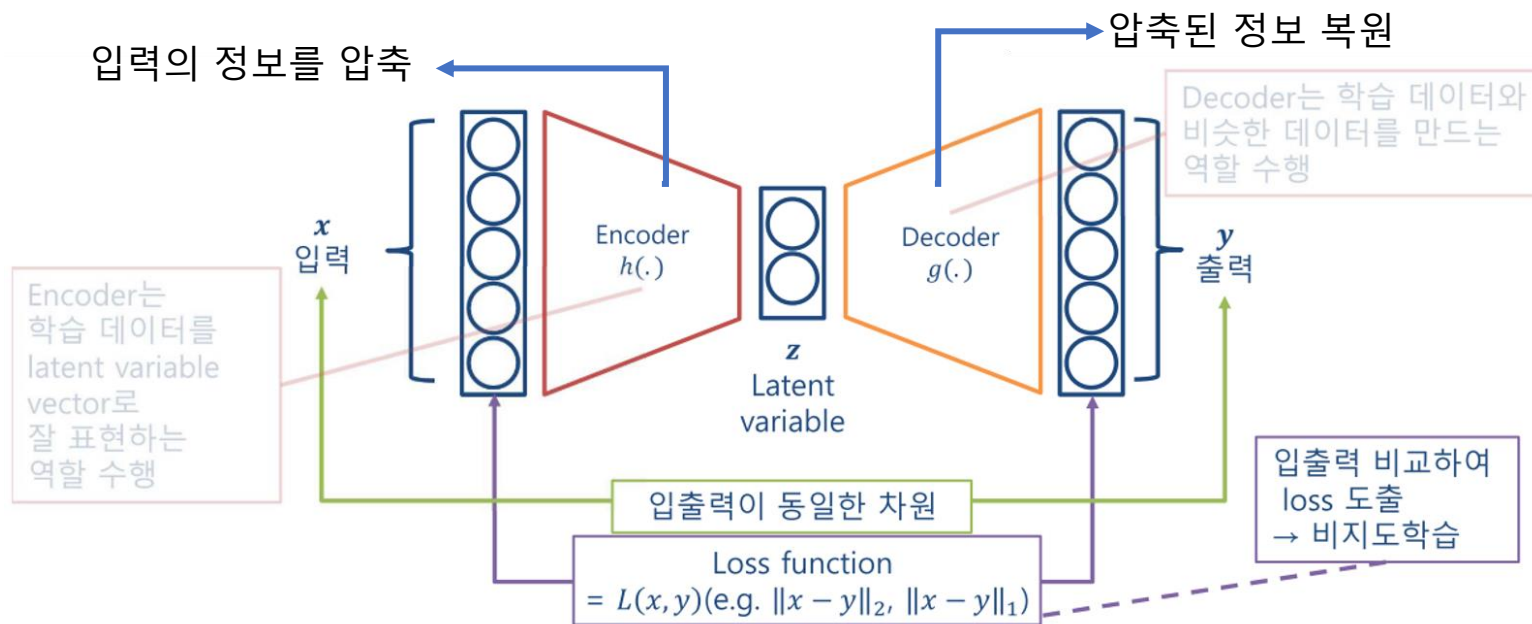 입력의 정보를 압축
압축된 정보 복원
Decoder는 학습 데이터와
비슷한 데이터를 만드는
역할 수행
x
입력
Encoder
h(.)
Decoder
g(.)
y
출력
Encoder는
학습 데이터를
latent variable
vector로
잘 표현하는
역할 수행
z
Latent
variable
입출력이 동일한 차원
입출력 비교하여
loss 도출
→ 비지도학습
Loss function
= L(x, y)(e.g. ‖x − y‖₂, ‖x − y‖₁)